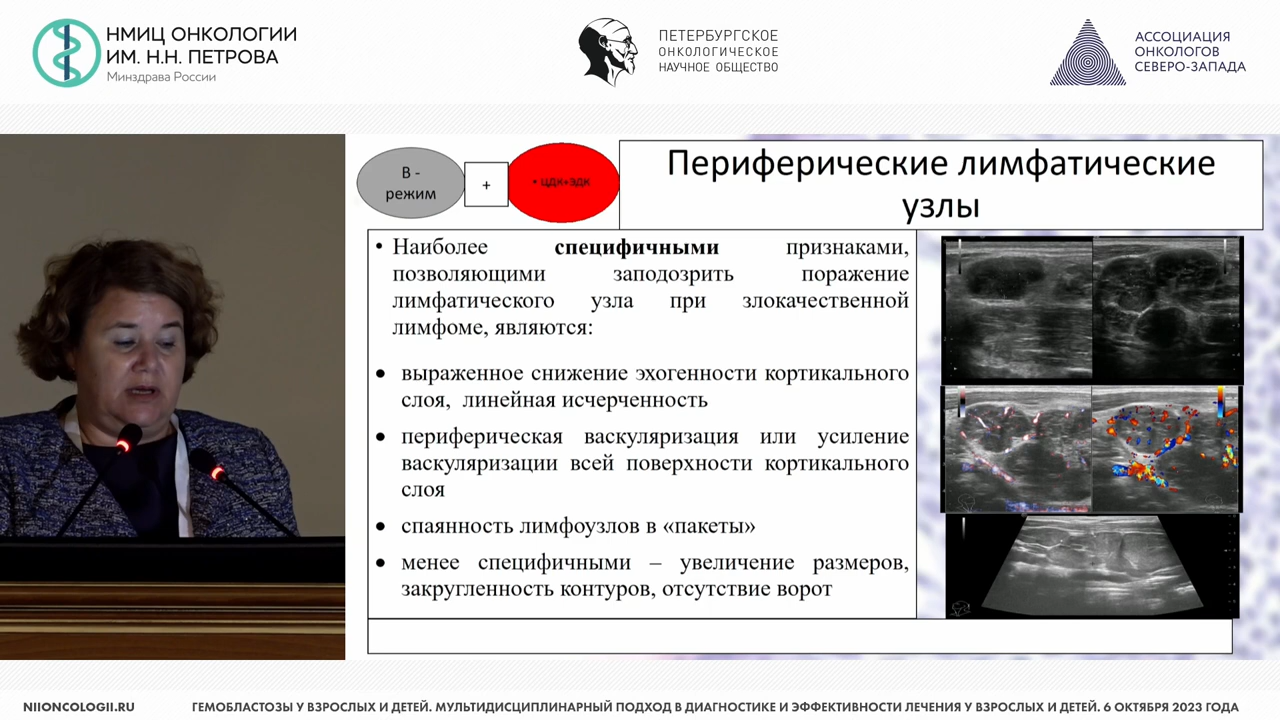 НМИЦ ОНКОЛОГИИ
ИМ. Н.Н. ПЕТРОВА
Минздрава России
ПЕТЕРБУРГСКОЕ
ОНКОЛОГИЧЕСКОЕ
НАУЧНОЕ ОБЩЕСТВО
АССОЦИАЦИЯ
ОНКОЛОГОВ
СЕВЕРО-ЗАПАДА
В -
режим
+
• ЦДК+ЭДК
Периферические лимфатические
узлы
• Наиболее специфичными признаками,
позволяющими заподозрить поражение
лимфатического узла при злокачественной
лимфоме, являются:
• выраженное снижение эхогенности кортикального
слоя, линейная исчерченность
• периферическая васкуляризация или усиление
васкуляризации всей поверхности кортикального
слоя
• спаянность лимфоузлов в «пакеты»
• менее специфичными – увеличение размеров,
закругленность контуров, отсутствие ворот
NIIONCOLOGII.RU
ГЕМОБЛАСТОЗЫ У ВЗРОСЛЫХ И ДЕТЕЙ. МУЛЬТИДИСЦИПЛИНАРНЫЙ ПОДХОД В ДИАГНОСТИКЕ И ЭФФЕКТИВНОСТИ ЛЕЧЕНИЯ У ВЗРОСЛЫХ И ДЕТЕЙ. 6 ОКТЯБРЯ 2023 ГОДА